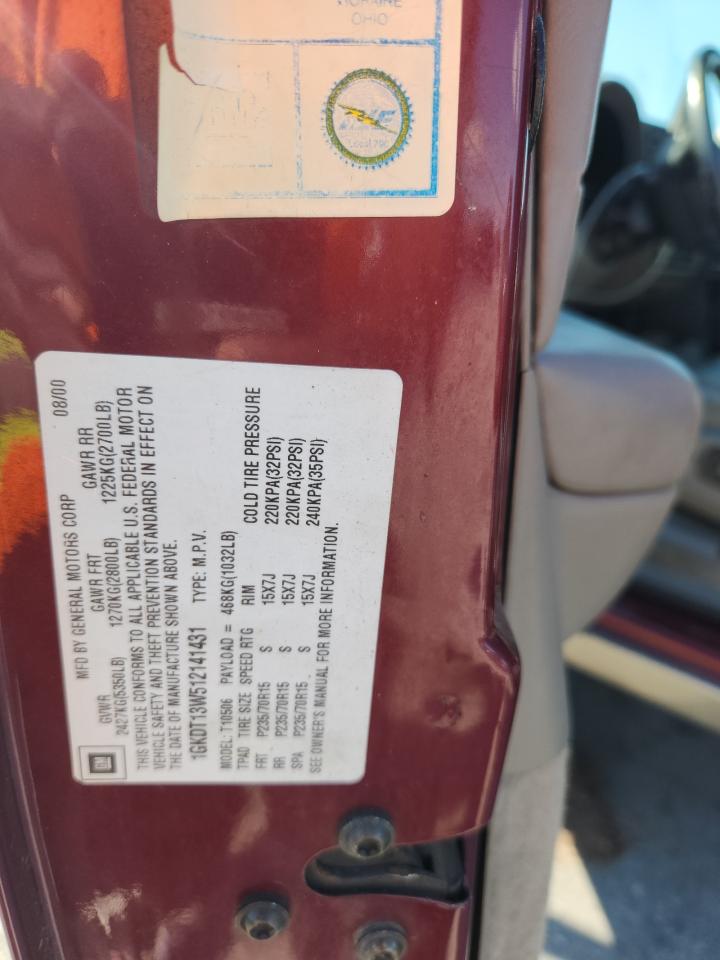 MORAINE
OHIO
Local 798
MFD BY GENERAL MOTORS CORP 08/00
GVWR GAWR FRT GAWR RR
2427KG(5350LB) 1270KG(2800LB) 1225KG(2700LB)
THIS VEHICLE CONFORMS TO ALL APPLICABLE U.S. FEDERAL MOTOR
VEHICLE SAFETY AND THEFT PREVENTION STANDARDS IN EFFECT ON
THE DATE OF MANUFACTURE SHOWN ABOVE.
1GKDT13W512141431 TYPE: M.P.V.
MODEL: T10506 PAYLOAD = 468KG(1032LB)
TPAD TIRE SIZE SPEED RTG RIM COLD TIRE PRESSURE
FRT P235/70R15 S 15X7J 220KPA(32PSI)
RR P235/70R15 S 15X7J 220KPA(32PSI)
SPA P235/70R15 S 15X7J 240KPA(35PSI)
SEE OWNER'S MANUAL FOR MORE INFORMATION.
GM